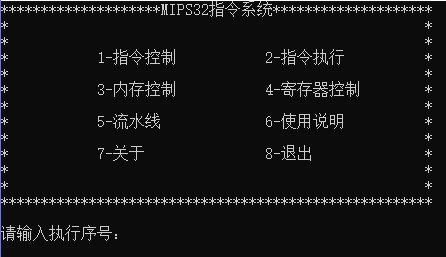 ********************MIPS32指令系统********************
*                                                    *
*                                                    *
*           1-指令控制           2-指令执行          *
*                                                    *
*           3-内存控制           4-寄存器控制        *
*                                                    *
*           5-流水线             6-使用说明          *
*                                                    *
*           7-关于               8-退出              *
*                                                    *
*                                                    *
******************************************************
请输入执行序号: